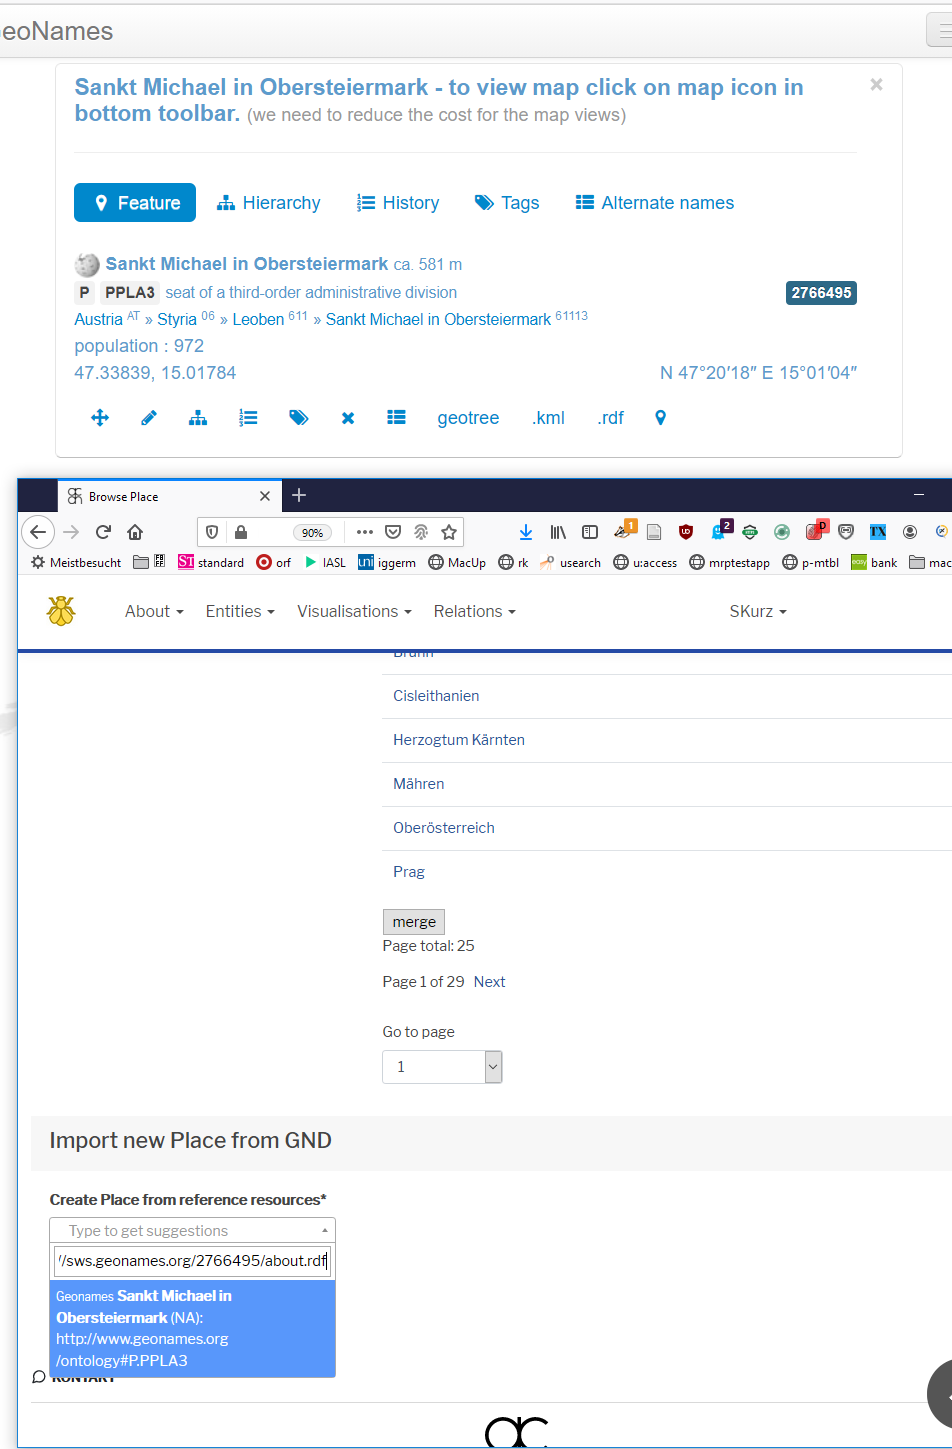 eoNames
Sankt Michael in Obersteiermark - to view map click on map icon in
bottom toolbar. (we need to reduce the cost for the map views)
×
Feature Hierarchy History Tags Alternate names
Sankt Michael in Obersteiermark ca. 581 m
P PPLA3 seat of a third-order administrative division 2766495
Austria AT » Styria 06 » Leoben 611 » Sankt Michael in Obersteiermark 61113
population : 972
47.33839, 15.01784 N 47°20′18″ E 15°01′04″
geotree .kml .rdf
Browse Place
90% 1 2 D
Meistbesucht ST standard orf IASL uni iggerm MacUp rk usearch u:access mrptestapp p-mtbl easy bank mac
About Entities Visualisations Relations SKurz
Brünn
Cisleithanien
Herzogtum Kärnten
Mähren
Oberösterreich
Prag
merge
Page total: 25
Page 1 of 29 Next
Go to page
1
Import new Place from GND
Create Place from reference resources*
Type to get suggestions
//sws.geonames.org/2766495/about.rdf
Geonames Sankt Michael in
Obersteiermark (NA):
http://www.geonames.org
/ontology#P.PPLA3
KONTAKT